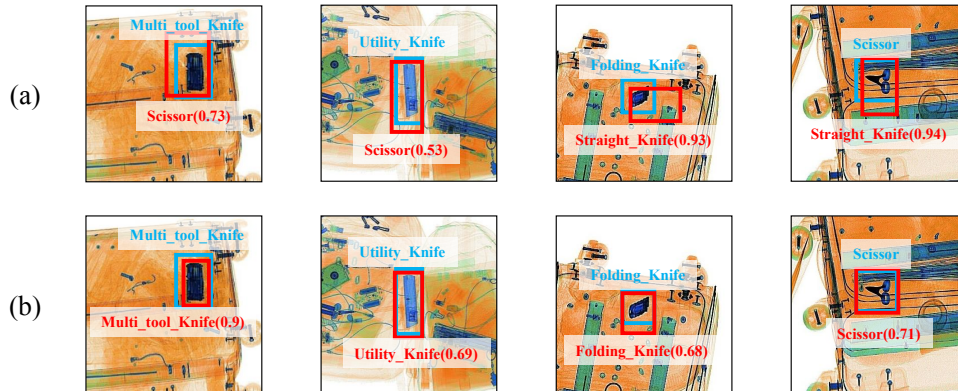 Multi_tool_Knife
Utility_Knife
Folding_Knife
Scissor
(a)
Scissor(0.73)
Scissor(0.53)
Straight_Knife(0.93)
Straight_Knife(0.94)
Multi_tool_Knife
Utility_Knife
Folding_Knife
Scissor
(b)
Multi_tool_Knife(0.9)
Utility_Knife(0.69)
Folding_Knife(0.68)
Scissor(0.71)